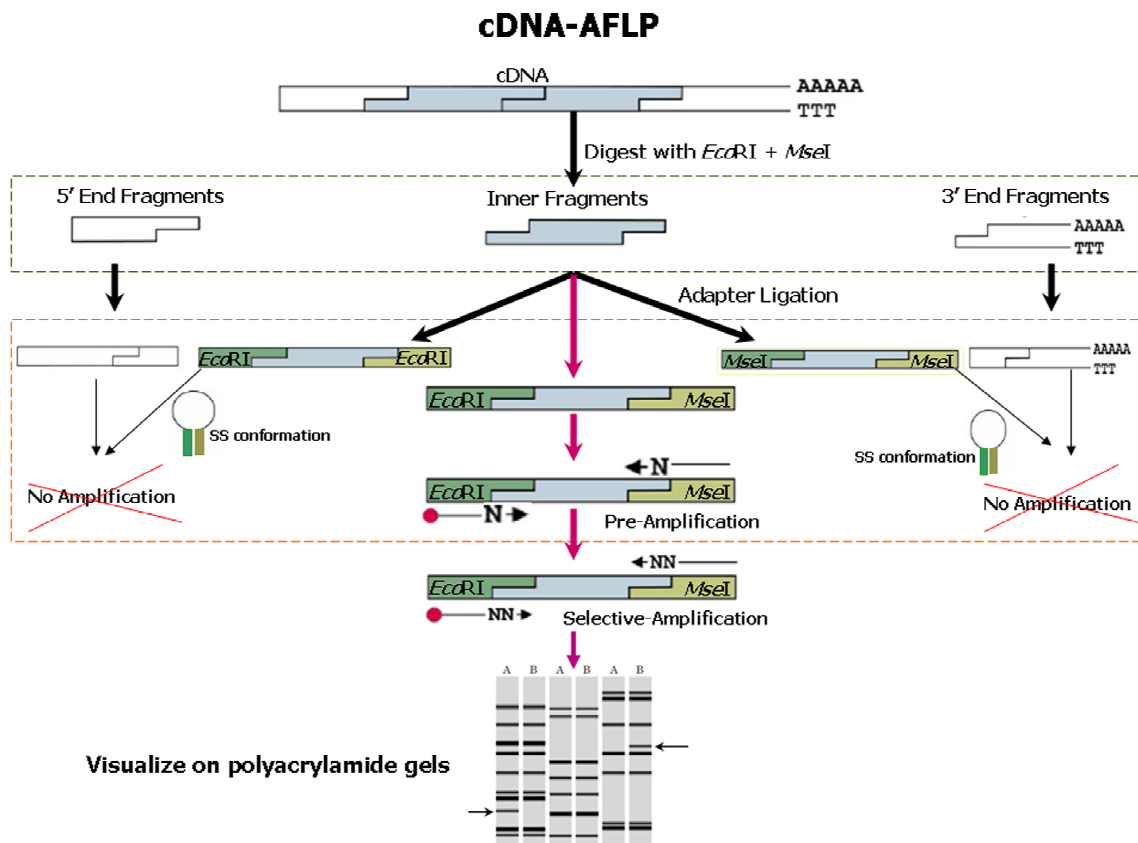 cDNA-AFLP
cDNA
AAAAA
TTT
Digest with EcoRI + MseI
5' End Fragments
Inner Fragments
3' End Fragments
AAAAA
TTT
Adapter Ligation
EcoRI
EcoRI
MseI
MseI
AAAAA
TTT
EcoRI
MseI
SS conformation
SS conformation
N
EcoRI
MseI
No Amplification
No Amplification
N
Pre-Amplification
NN
EcoRI
MseI
NN
Selective-Amplification
A B A B A B
Visualize on polyacrylamide gels